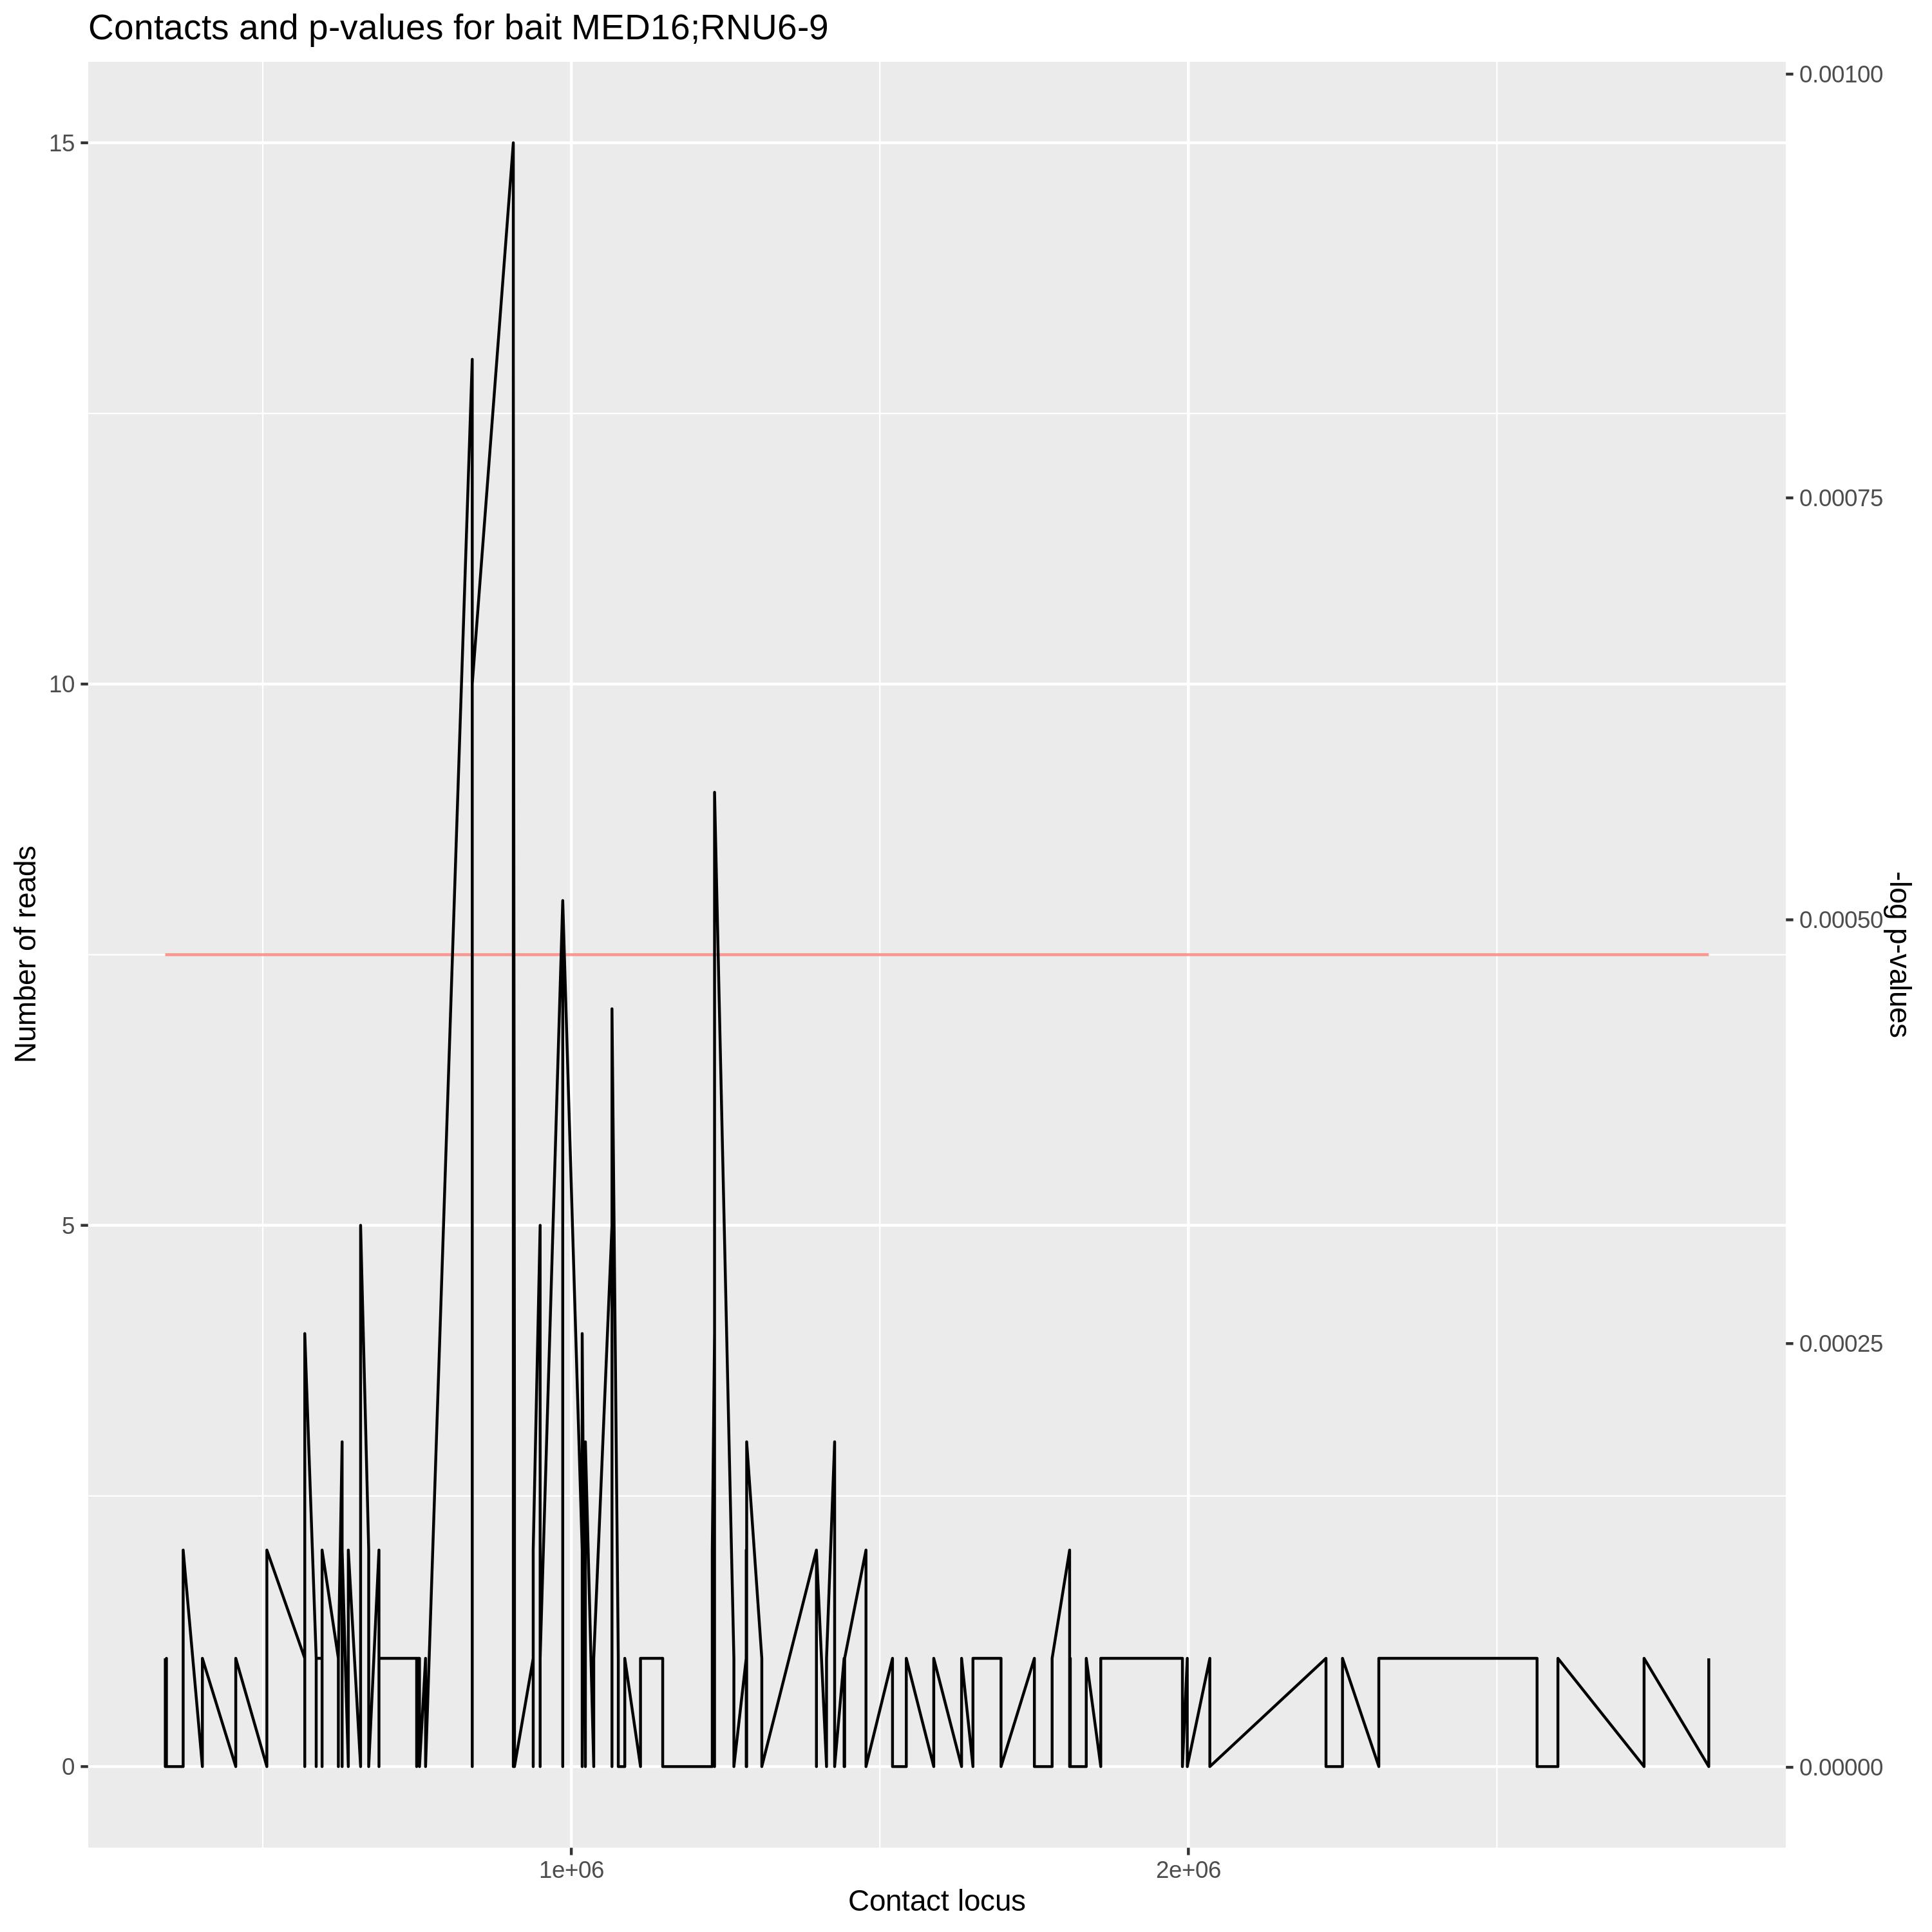 Contacts and p-values for bait MED16;RNU6-9
Number of reads
15
10
5
0
0.00100
0.00075
0.00050
0.00025
0.00000
-log p-values
1e+06
2e+06
Contact locus